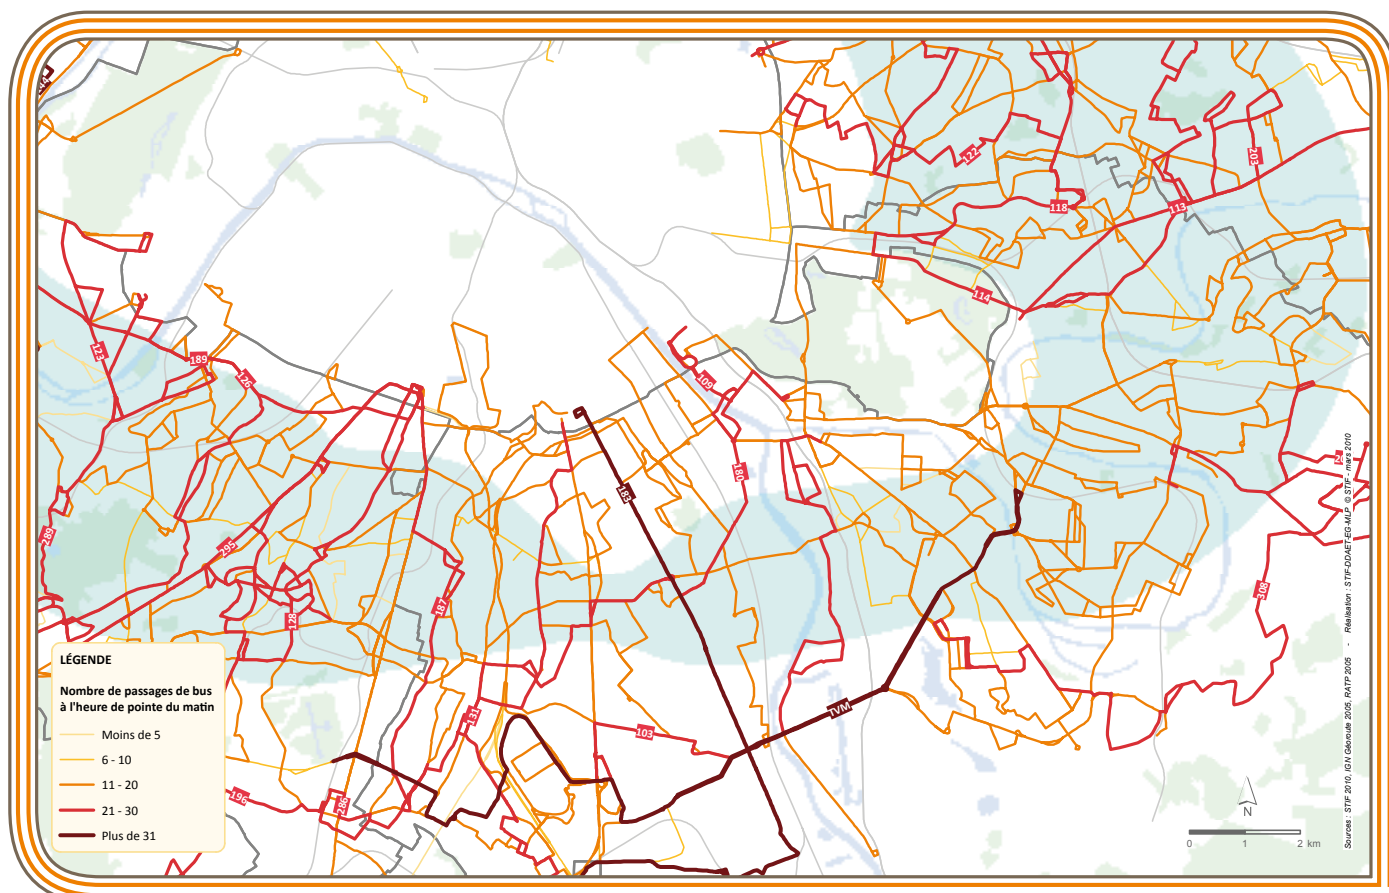 122
203
118
113
114
123
189
126
109
180
183
289
295
187
128
308
TVM
131
103
196
286
LÉGENDE
Nombre de passages de bus
à l'heure de pointe du matin
Moins de 5
6 - 10
11 - 20
21 - 30
Plus de 31
N
0 1 2 km
Sources : STIF 2010, IGN Géoroute 2005, RATP 2005 - Réalisation : STIF-DDAET-EG-MLP © STIF - mars 2010